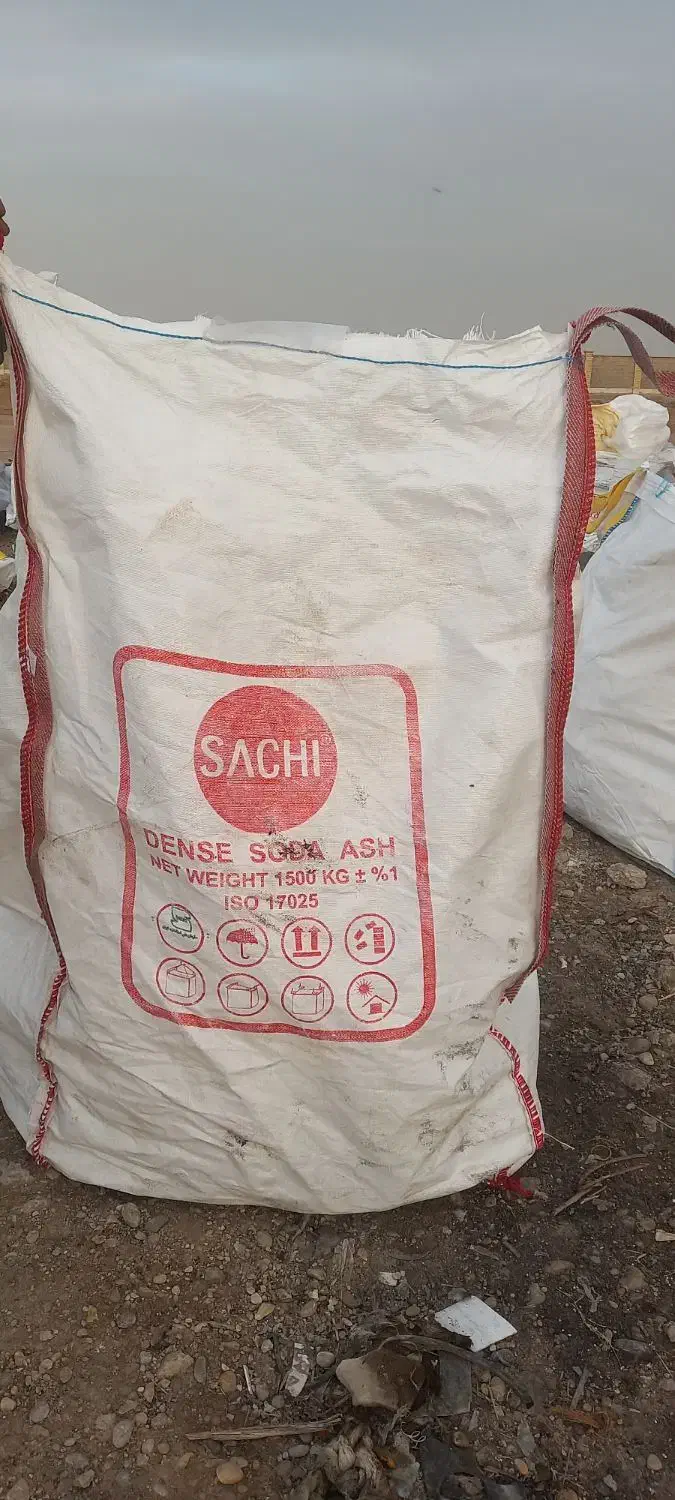 SACHI
DENSE SODA ASH
NET WEIGHT 1500 KG ± %1
ISO 17025